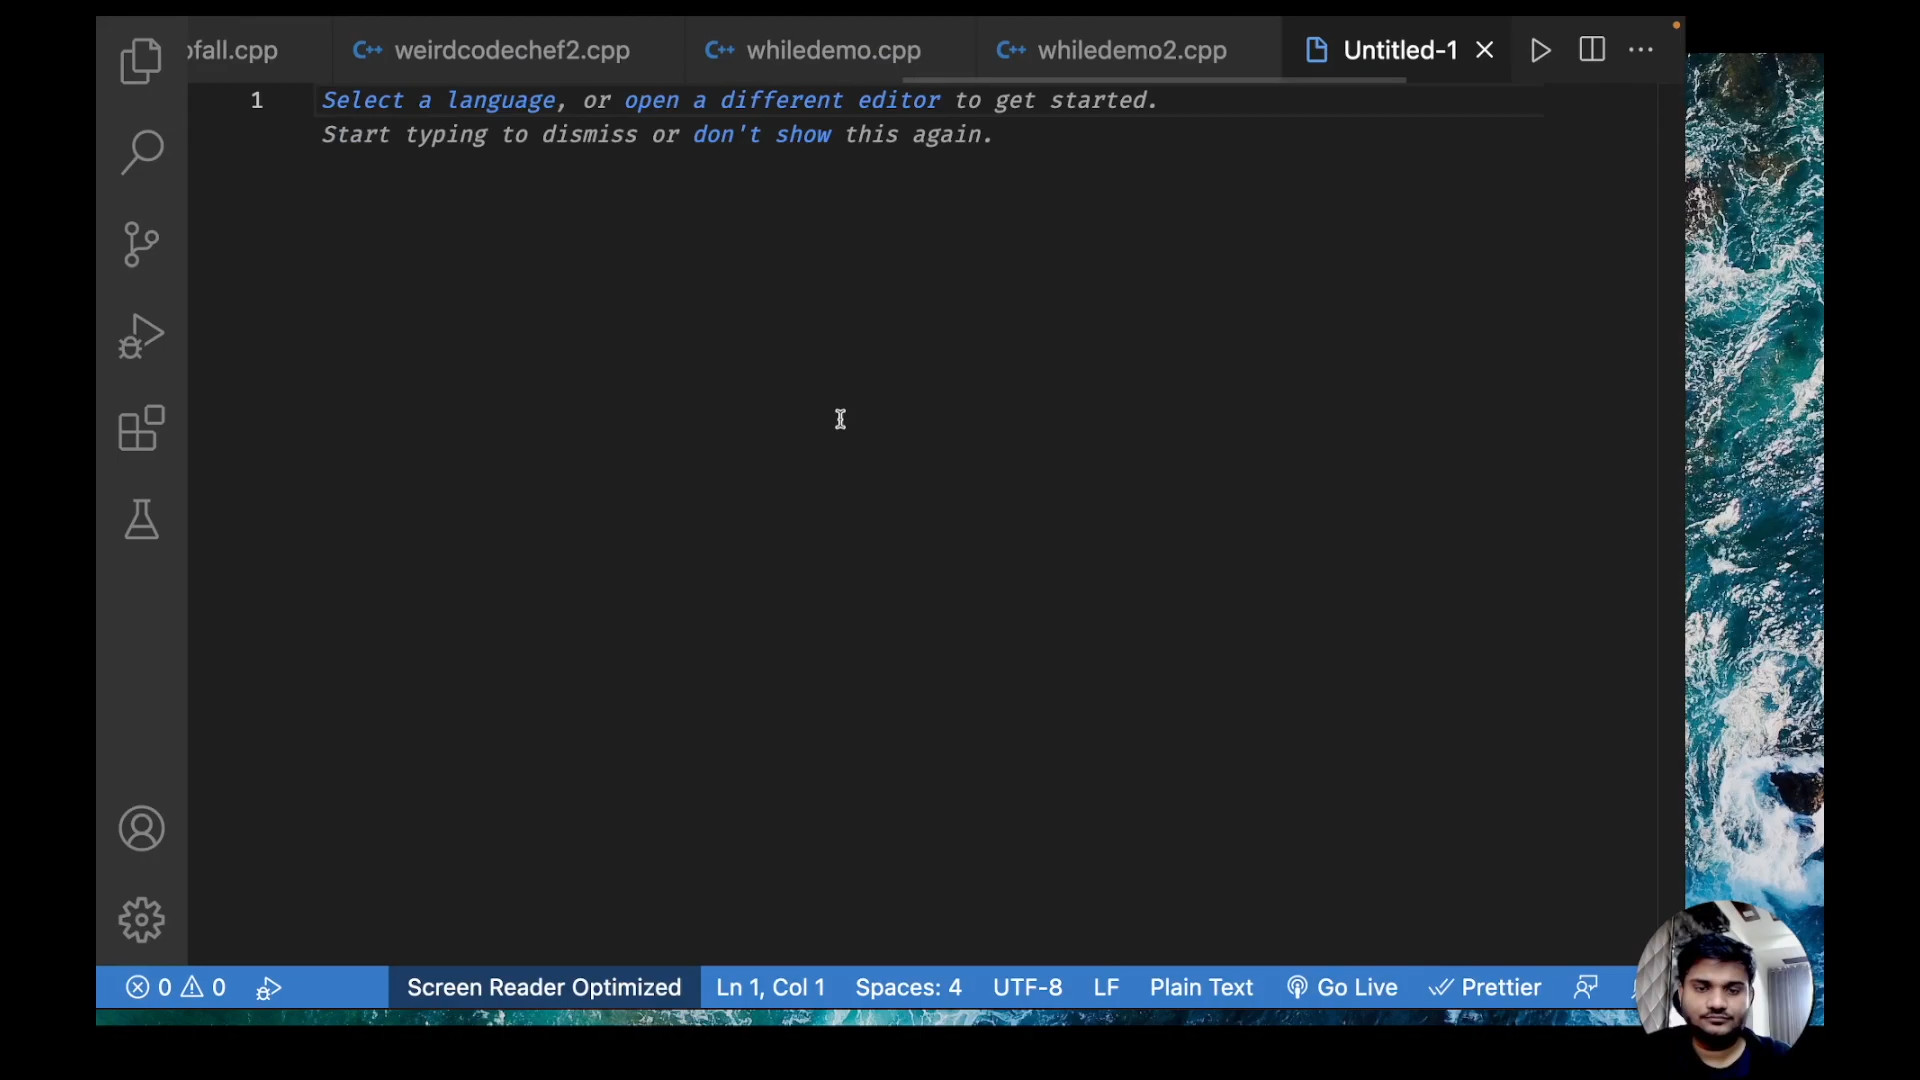 ofall.cpp
C++ weirdcodechef2.cpp
C++ whiledemo.cpp
C++ whiledemo2.cpp
Untitled-1
1
Select a language, or open a different editor to get started.
Start typing to dismiss or don't show this again.
0 0
Screen Reader Optimized
Ln 1, Col 1
Spaces: 4
UTF-8
LF
Plain Text
Go Live
Prettier